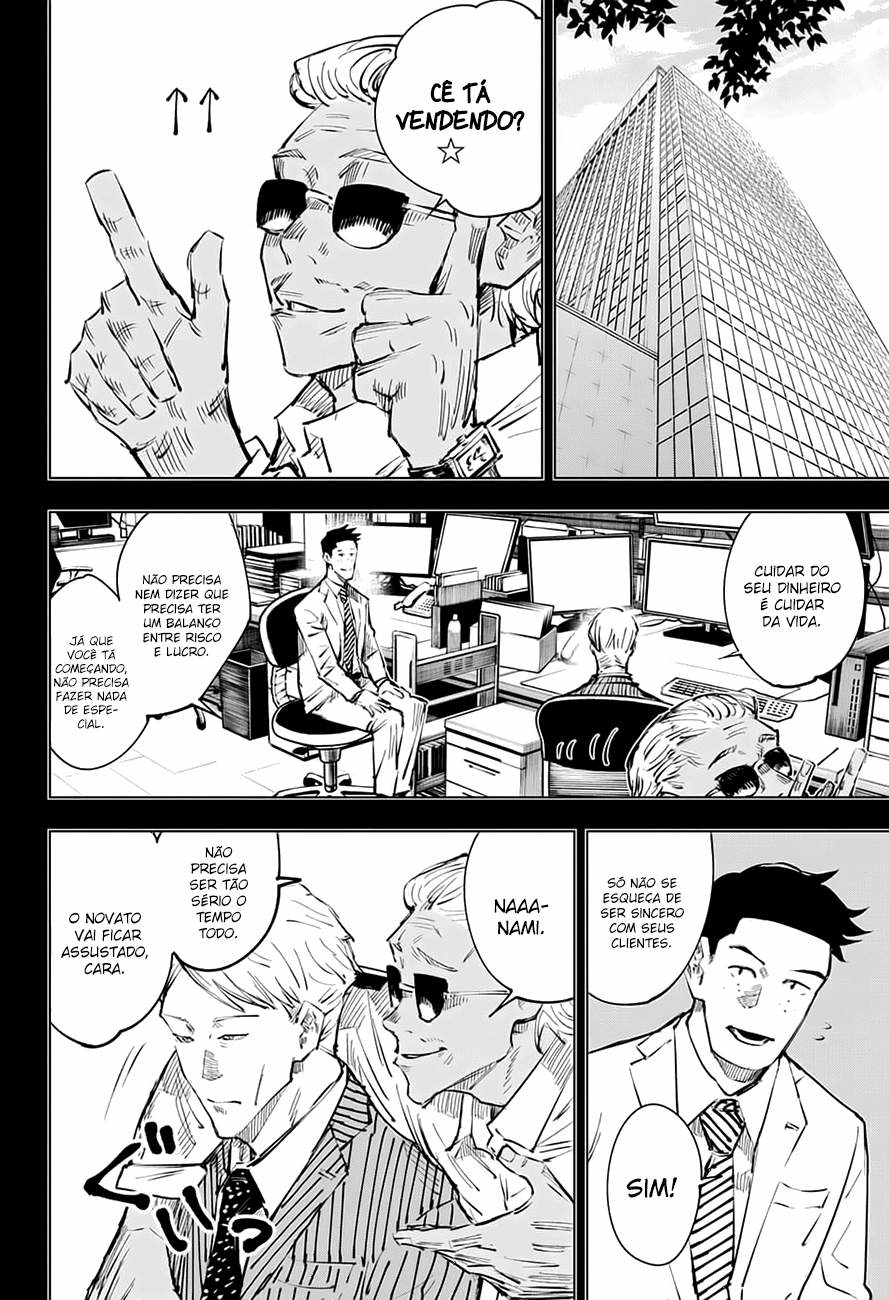 CÊ TÁ
VENDENDO?
☆
CUIDAR DO
SEU DINHEIRO
É CUIDAR
DA VIDA.
NÃO PRECISA
NEM DIZER QUE
PRECISA TER
UM BALANÇO
ENTRE RISCO
E LUCRO.
JÁ QUE
VOCÊ TÁ
COMEÇANDO,
NÃO PRECISA
FAZER NADA
DE ESPE-
CIAL.
SÓ NÃO SE
ESQUEÇA DE
SER SINCERO
COM SEUS
CLIENTES.
SIM!
NAAA-
NAMI.
NÃO
PRECISA
SER TÃO
SÉRIO O
TEMPO
TODO.
O NOVATO
VAI FICAR
ASSUSTADO,
CARA.